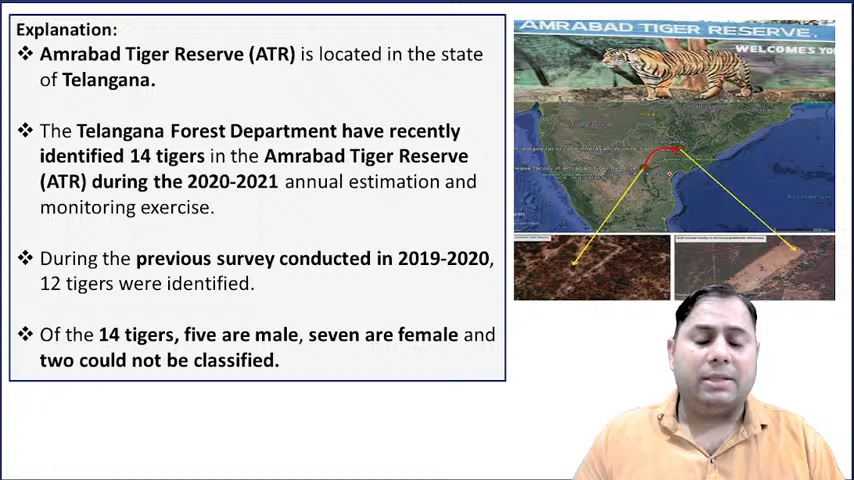 Explanation:
❖ Amrabad Tiger Reserve (ATR) is located in the state
of Telangana.
❖ The Telangana Forest Department have recently
identified 14 tigers in the Amrabad Tiger Reserve
(ATR) during the 2020-2021 annual estimation and
monitoring exercise.
❖ During the previous survey conducted in 2019-2020,
12 tigers were identified.
❖ Of the 14 tigers, five are male, seven are female and
two could not be classified.
AMRABAD TIGER RESERVE,
WELCOMES YOU